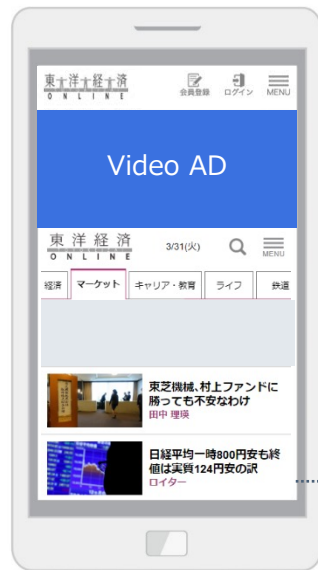 東洋経済
ONLINE
会員登録
ログイン
MENU
Video AD
東洋経済
ONLINE
3/31(火)
MENU
経済
マーケット
キャリア・教育
ライフ
鉄道
東芝機械、村上ファンドに
勝っても不安なわけ
田中 理瑛
日経平均一時800円安も終
値は実質124円安の訳
ロイター